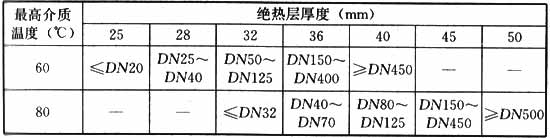 最高介质温度（℃） 绝热层厚度（mm）
25 28 32 36 40 45 50
60 ≤DN20 DN25～DN40 DN50～DN125 DN150～DN400 ≥DN450 — —
80 — — ≤DN32 DN40～DN70 DN80～DN125 DN150～DN450 ≥DN500